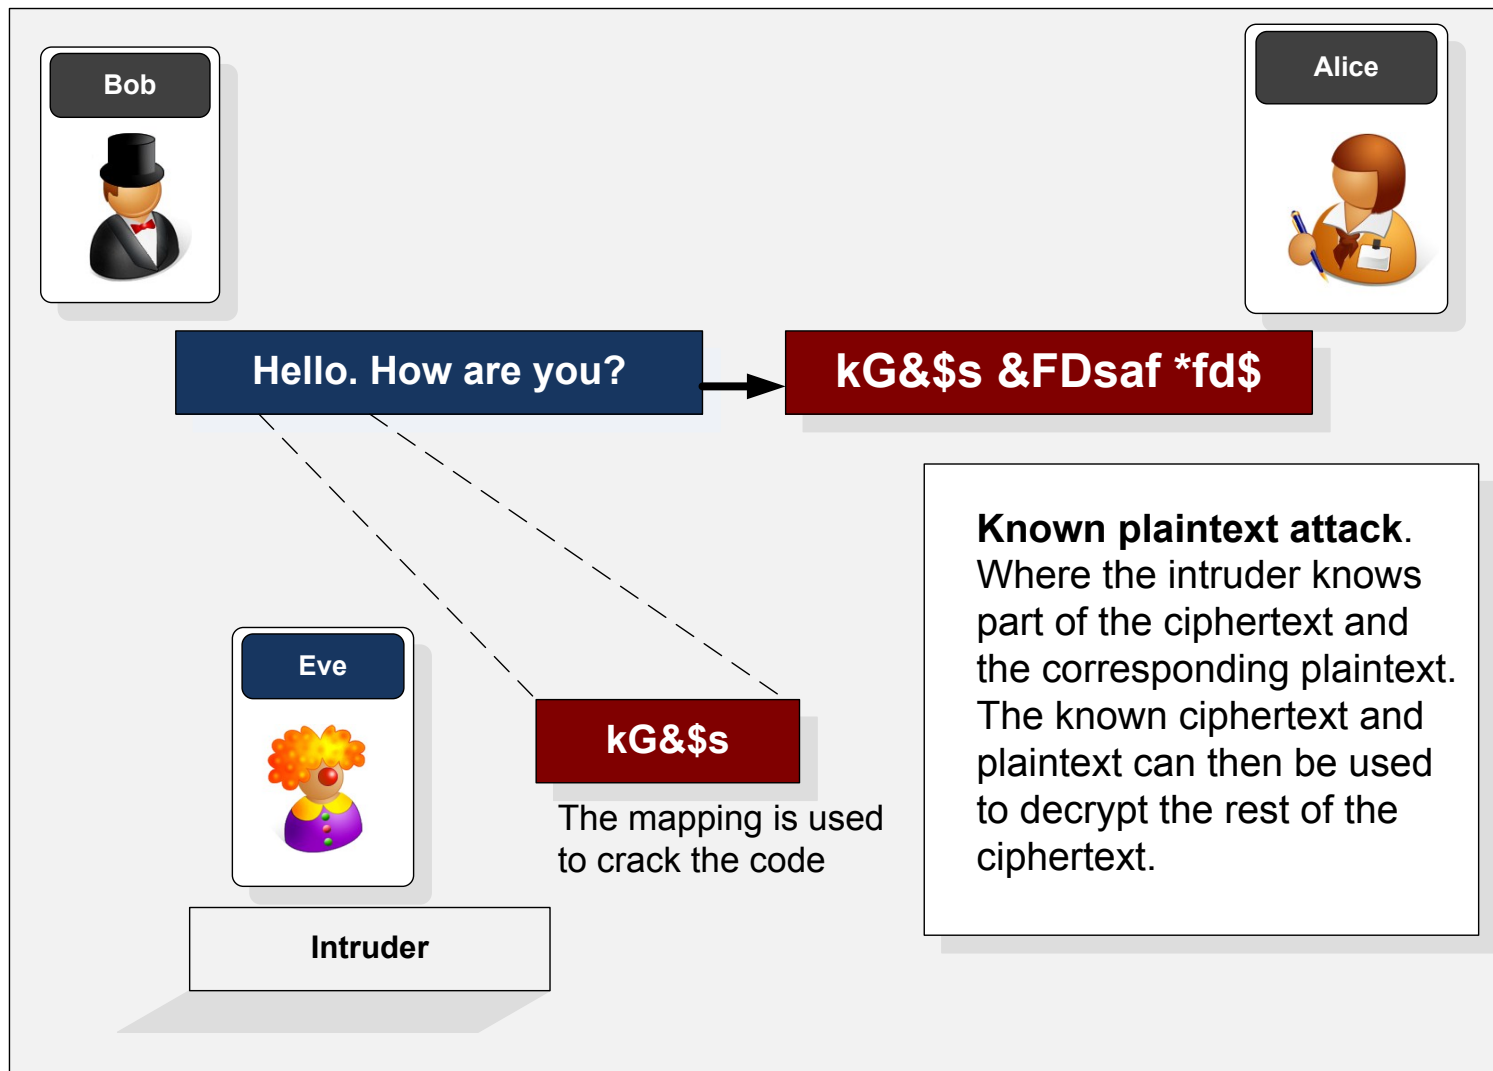 Bob
Alice
Hello. How are you?
kG&$s &FDsaf *fd$
Known plaintext attack.
Where the intruder knows
part of the ciphertext and
the corresponding plaintext.
The known ciphertext and
plaintext can then be used
to decrypt the rest of the
ciphertext.
Eve
kG&$s
The mapping is used
to crack the code
Intruder